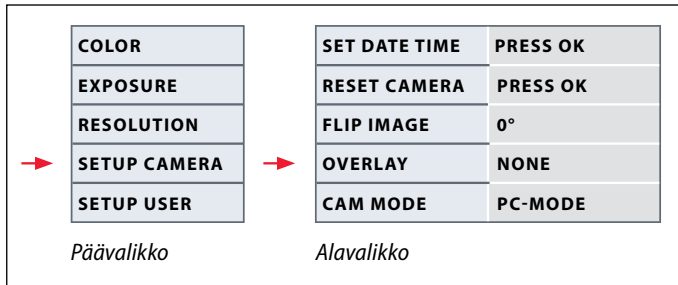 COLOR
EXPOSURE
RESOLUTION
SETUP CAMERA
SETUP USER
Päävalikko
SET DATE TIME PRESS OK
RESET CAMERA PRESS OK
FLIP IMAGE 0°
OVERLAY NONE
CAM MODE PC-MODE
Alavalikko